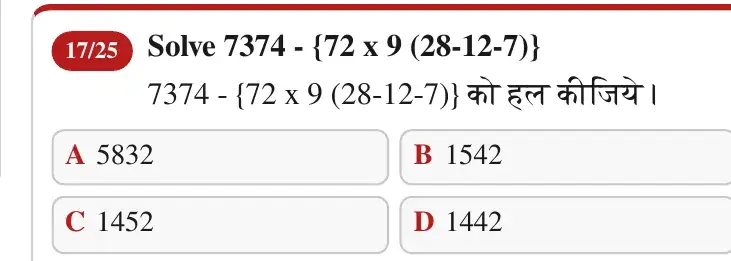 17/25 Solve 7374 - {72 x 9 (28-12-7)}
7374 - {72 x 9 (28-12-7)} को हल कीजिये ।
A 5832
B 1542
C 1452
D 1442